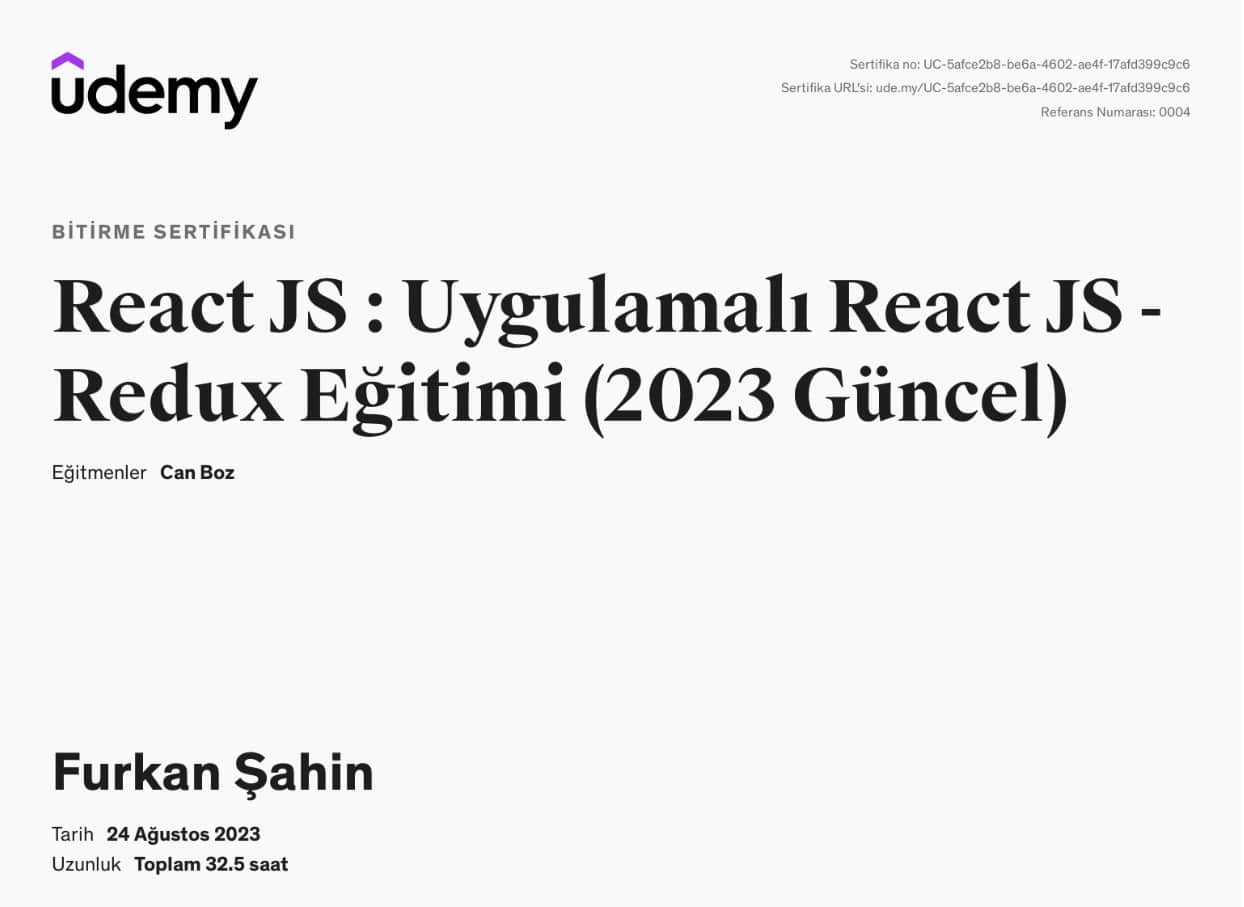 udemy
Sertifika no: UC-5afce2b8-be6a-4602-ae4f-17afd399c9c6
Sertifika URL'si: ude.my/UC-5afce2b8-be6a-4602-ae4f-17afd399c9c6
Referans Numarası: 0004
BİTİRME SERTİFİKASI
React JS : Uygulamalı React JS -
Redux Eğitimi (2023 Güncel)
Eğitmenler Can Boz
Furkan Şahin
Tarih 24 Ağustos 2023
Uzunluk Toplam 32.5 saat